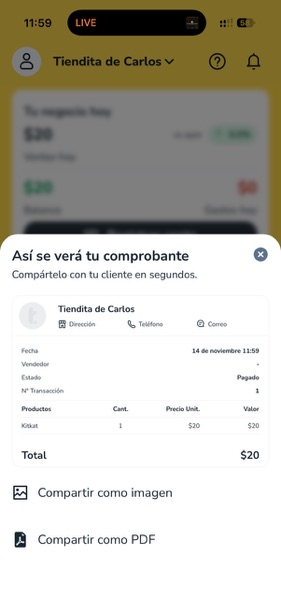 11:59 LIVE 58
Tiendita de Carlos
Tu negocio hoy
$20
Ventas hoy
$20 $0
Balance Gastos hoy
Así se verá tu comprobante
Compártelo con tu cliente en segundos.
Tiendita de Carlos
Dirección Teléfono Correo
Fecha 14 de noviembre 11:59
Vendedor -
Estado Pagado
N° Transacción 1
Productos Cant. Precio Unit. Valor
Kitkat 1 $20 $20
Total $20
Compartir como imagen
Compartir como PDF